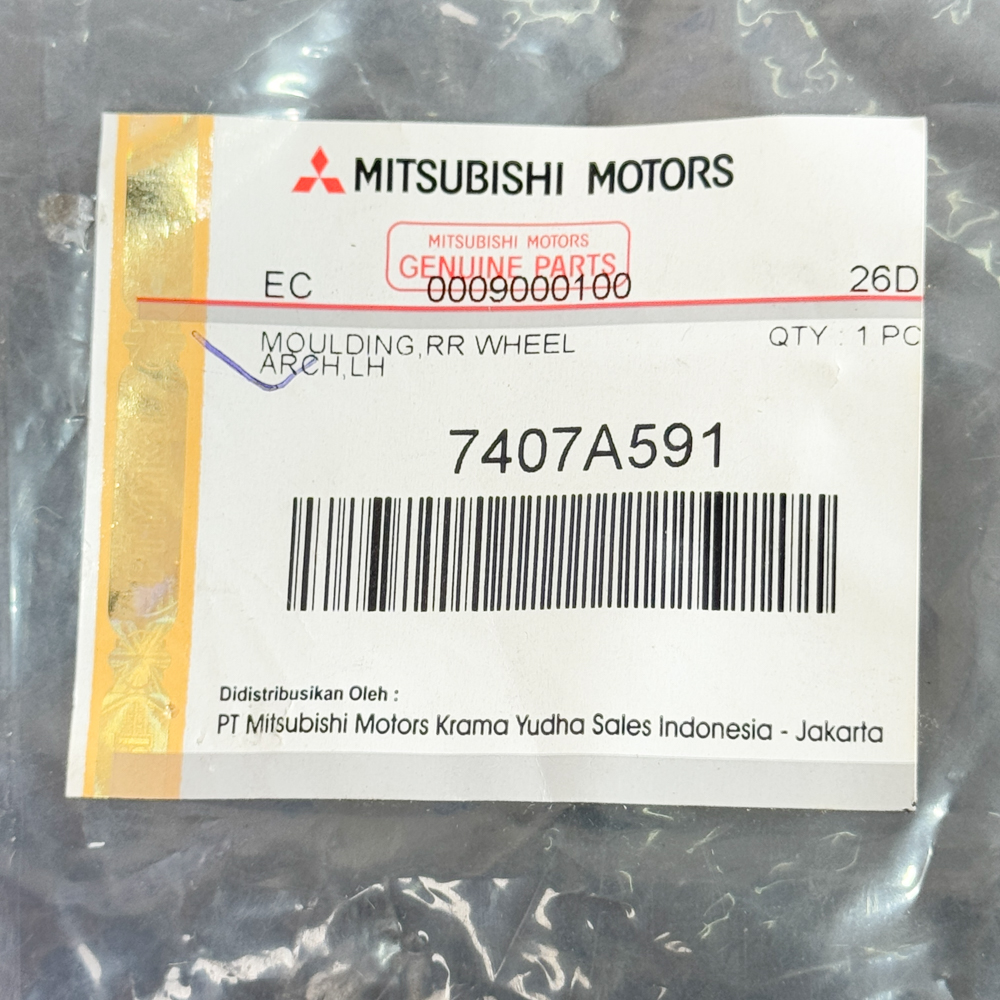 MITSUBISHI MOTORS
MITSUBISHI MOTORS
GENUINE PARTS
EC 0009000100 26D
MOULDING,RR WHEEL QTY : 1 PC
ARCH,LH
7407A591
Didistribusikan Oleh :
PT Mitsubishi Motors Krama Yudha Sales Indonesia - Jakarta